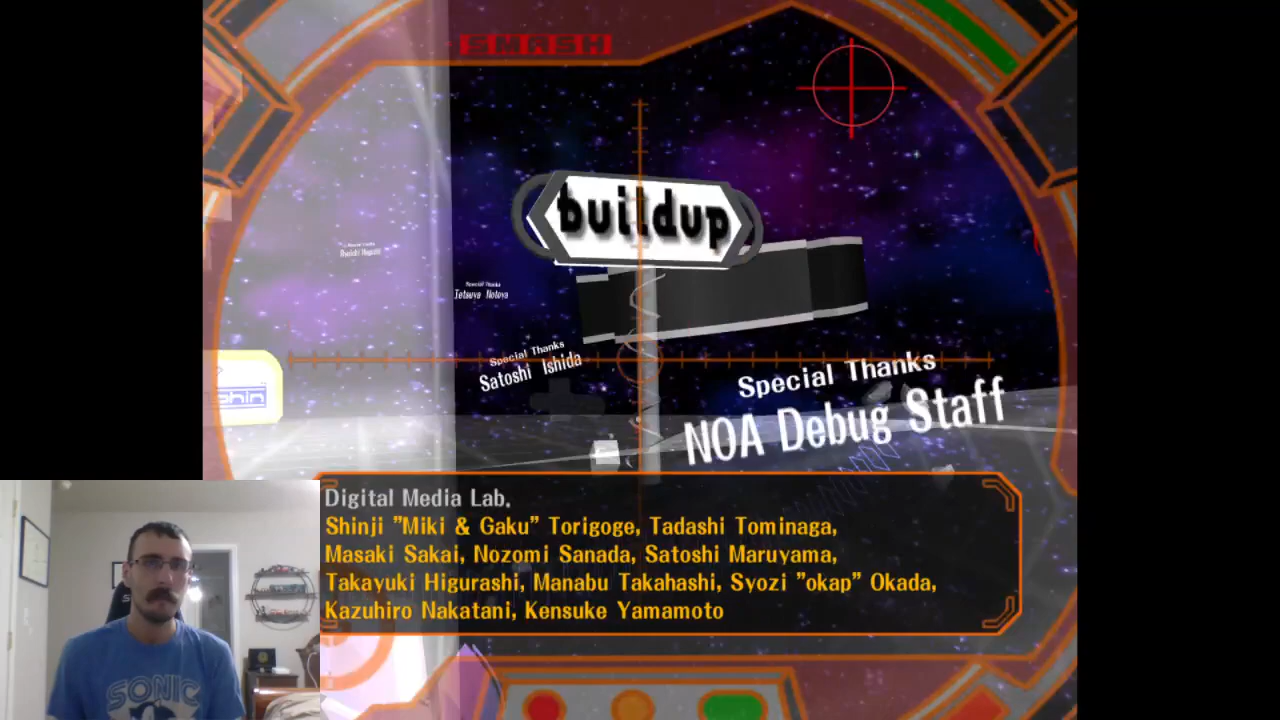 SMASH
buildup
Special Thanks
Tetsuya Notoya
Special Thanks
Satoshi Ishida
Special Thanks
NOA Debug Staff
Digital Media Lab.
Shinji "Miki & Gaku" Torigoge, Tadashi Tominaga,
Masaki Sakai, Nozomi Sanada, Satoshi Maruyama,
Takayuki Higurashi, Manabu Takahashi, Syozi "okap" Okada,
Kazuhiro Nakatani, Kensuke Yamamoto
SONIC